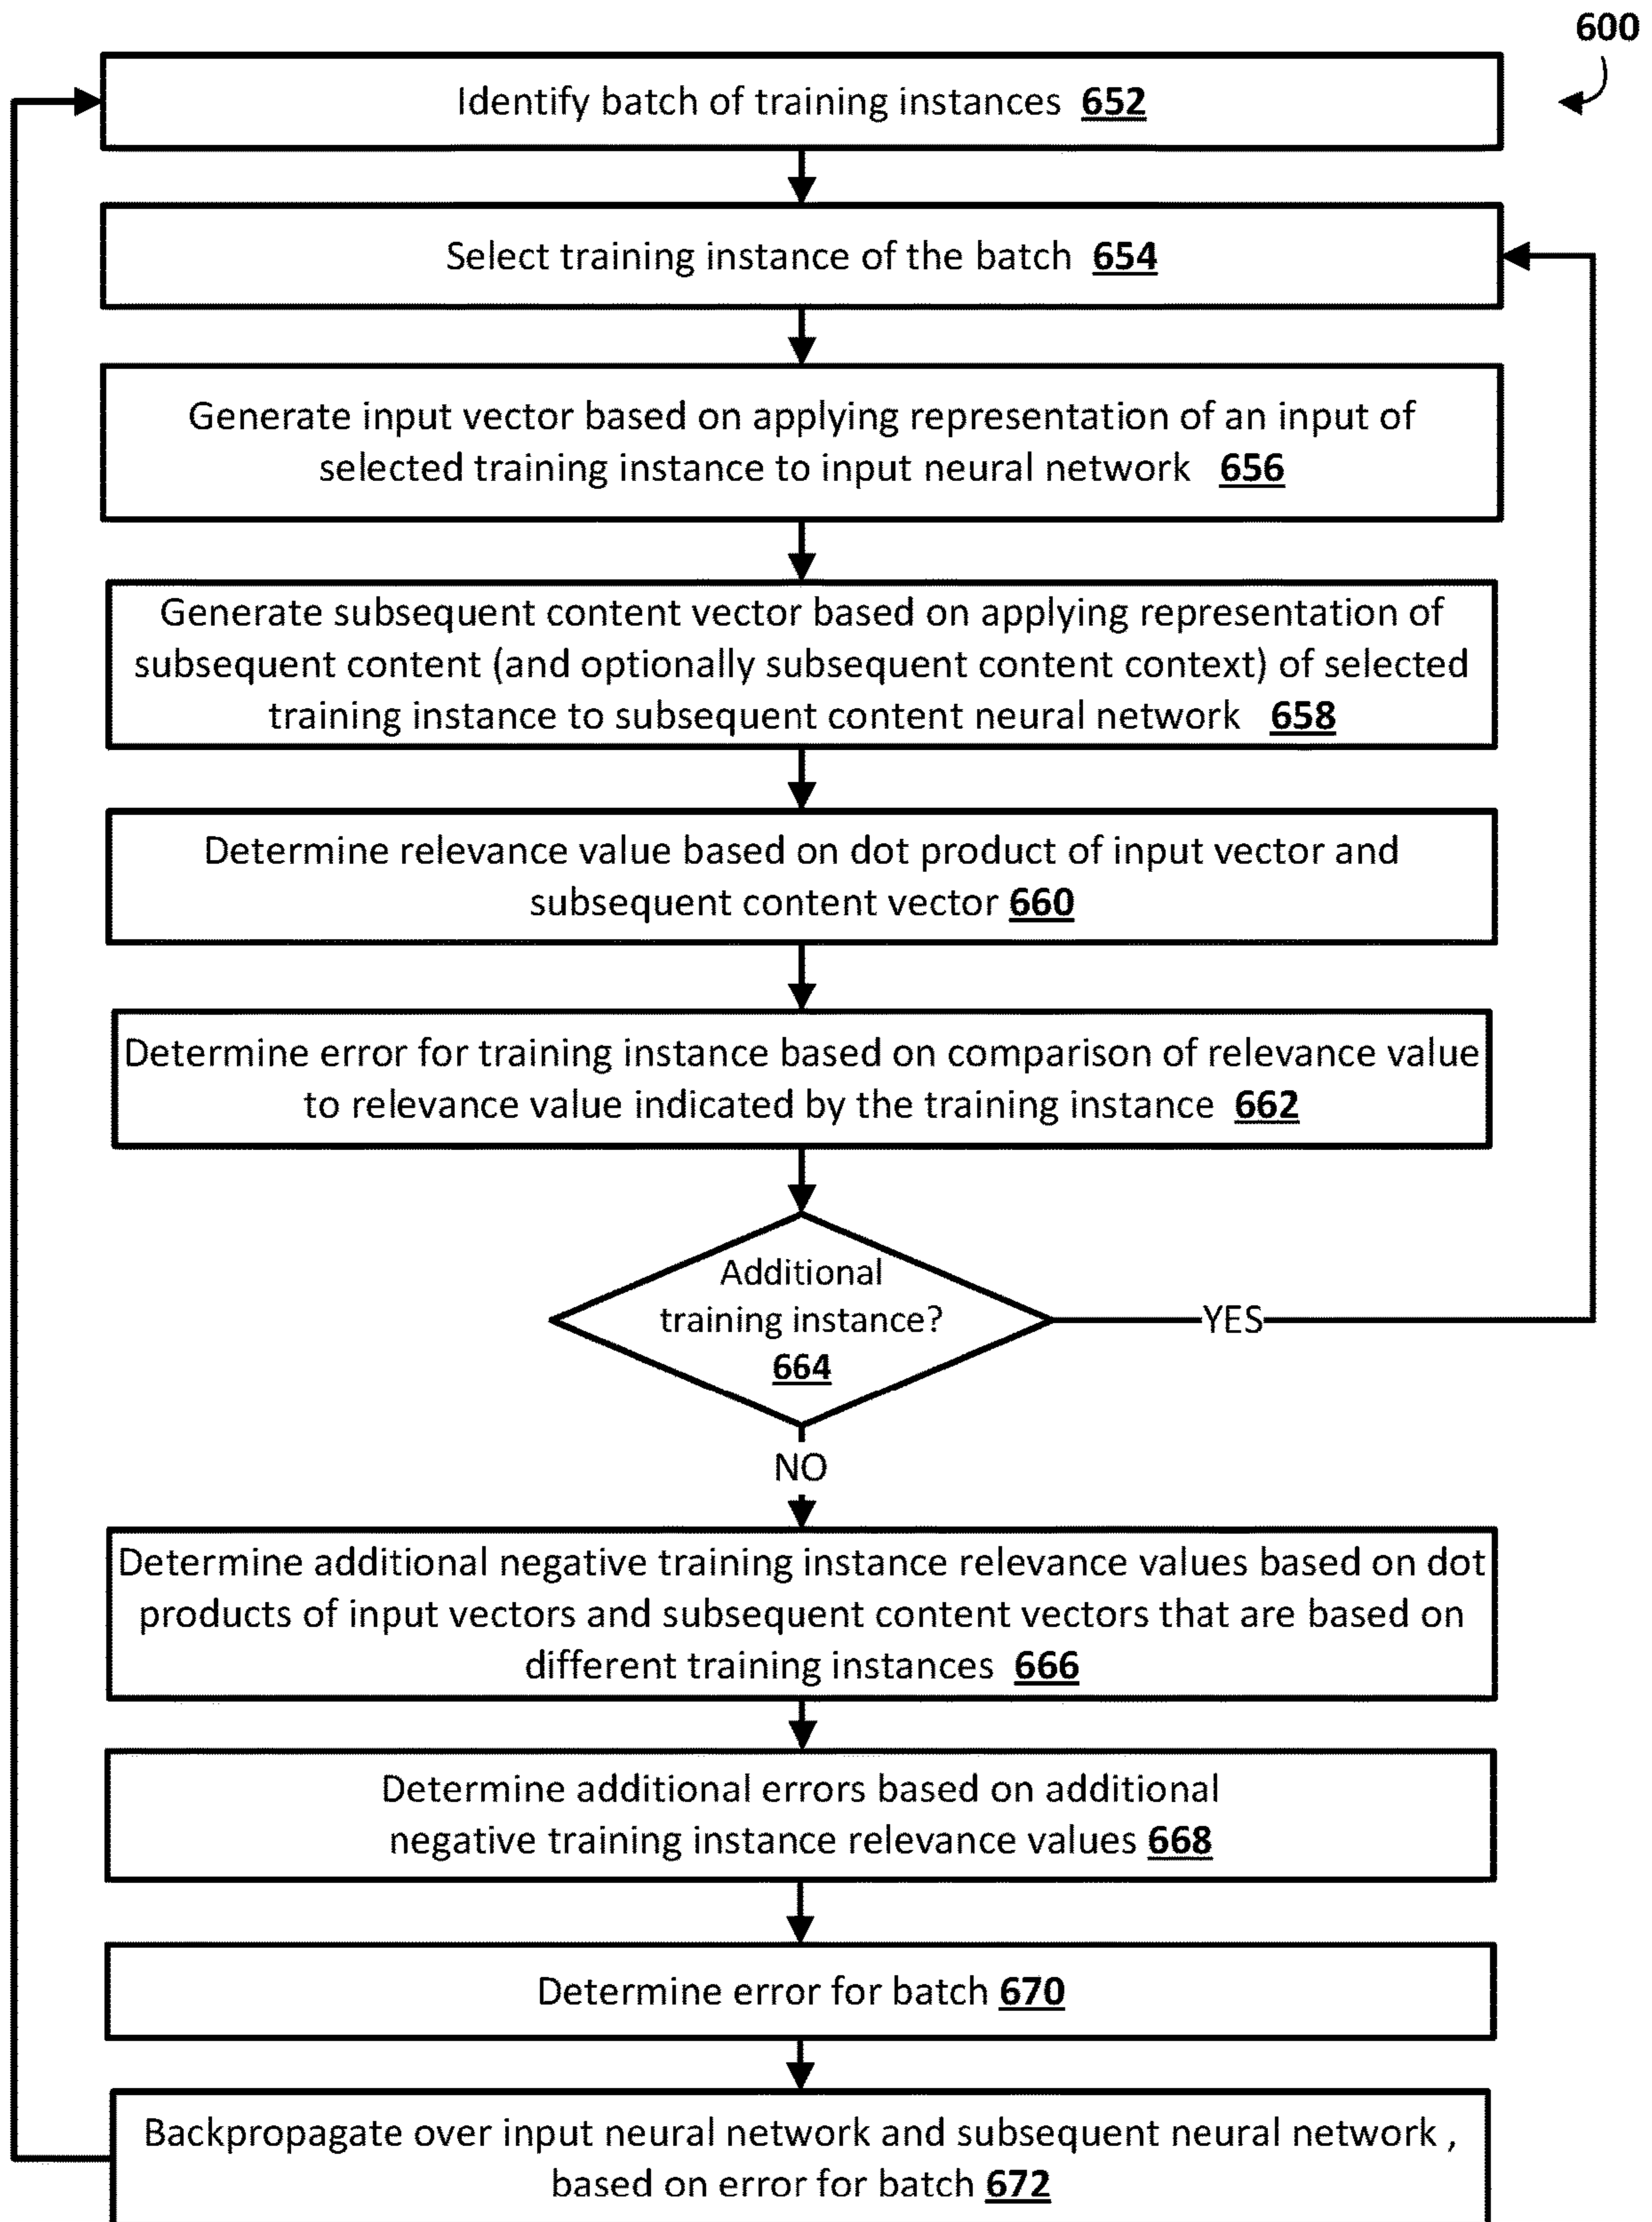 600
Identify batch of training instances 652
Select training instance of the batch 654
Generate input vector based on applying representation of an input of
selected training instance to input neural network 656
Generate subsequent content vector based on applying representation of
subsequent content (and optionally subsequent content context) of selected
training instance to subsequent content neural network 658
Determine relevance value based on dot product of input vector and
subsequent content vector 660
Determine error for training instance based on comparison of relevance value
to relevance value indicated by the training instance 662
Additional
training instance?
664
YES
NO
Determine additional negative training instance relevance values based on dot
products of input vectors and subsequent content vectors that are based on
different training instances 666
Determine additional errors based on additional
negative training instance relevance values 668
Determine error for batch 670
Backpropagate over input neural network and subsequent neural network ,
based on error for batch 672